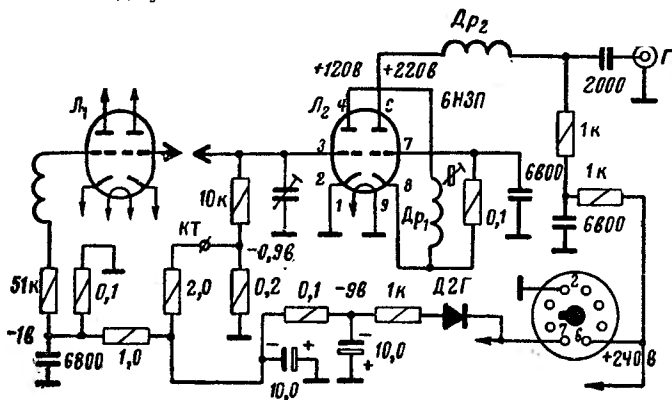 Др₂
+120в
+220в
2000
Г
Л₁
Л₂
4
6
6Н3П
3
7
2
1
9
8
10к
КТ
-0,9в
Др₁
0,1
6800
1к
1к
6800
51к
0,1
2,0
0,2
0,1
-9в
1к
Д2Г
2
7
6
-1в
6800
1,0
-
+
10,0
-
+
10,0
+240в